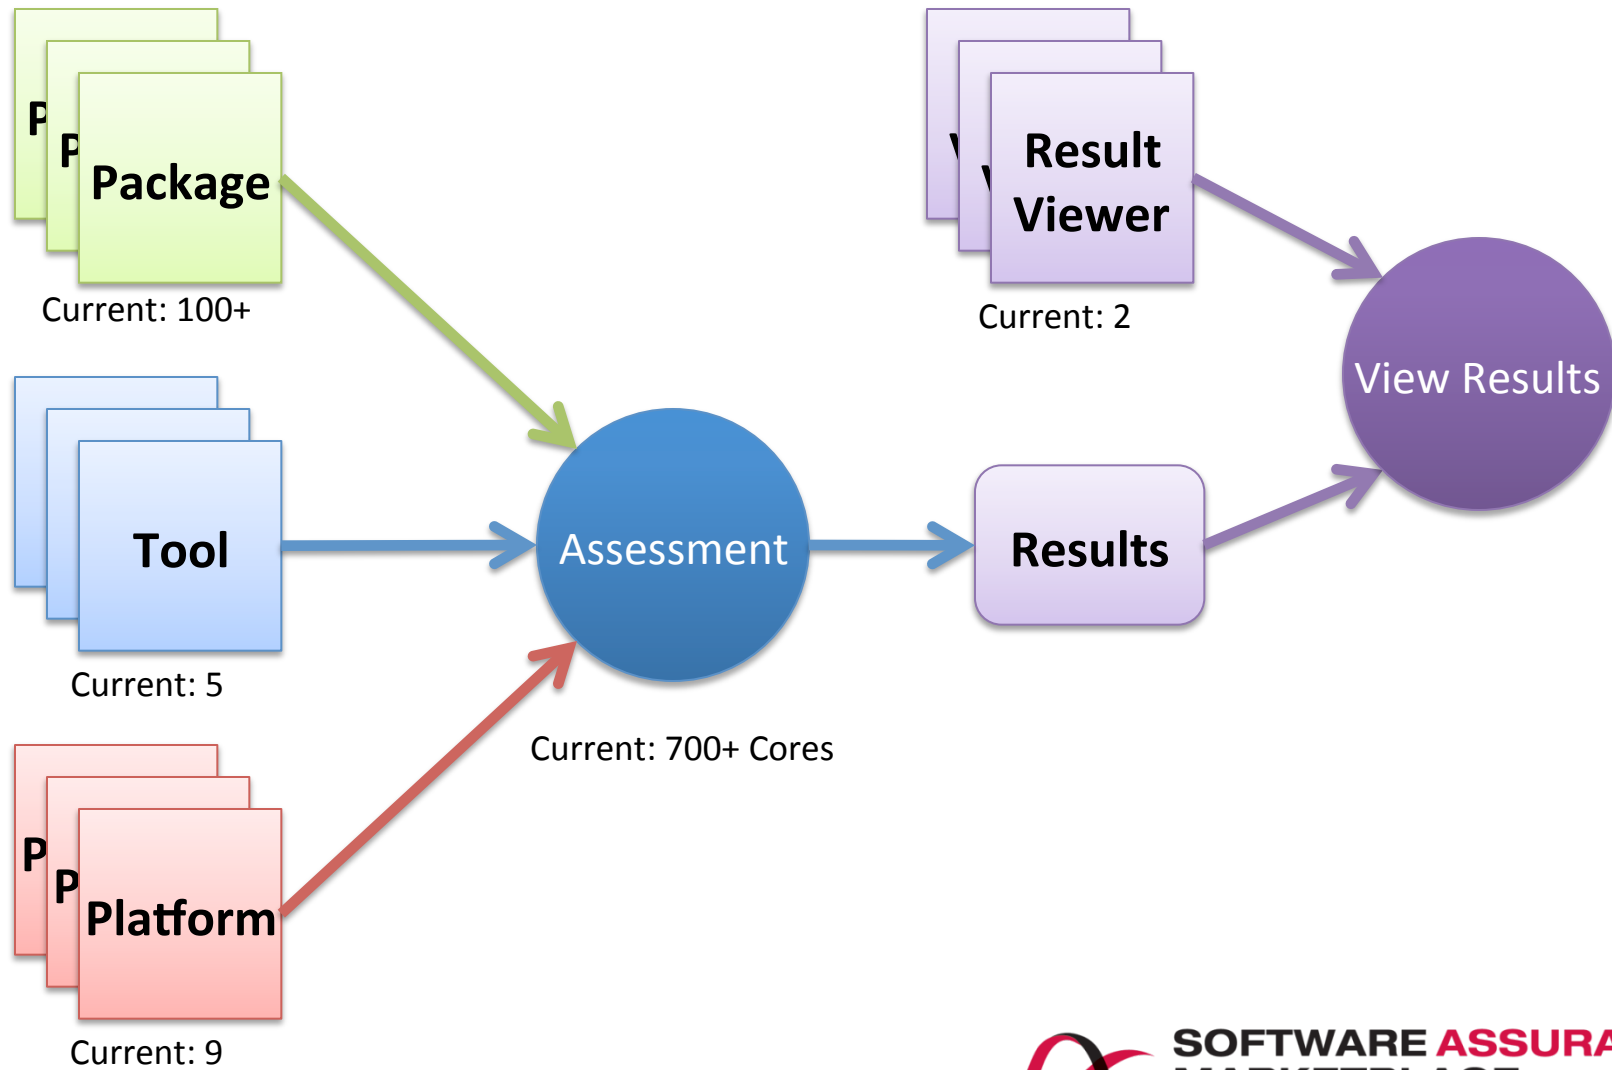 Package
Current: 100+
Result
Viewer
Current: 2
View Results
Tool
Current: 5
Assessment
Current: 700+ Cores
Results
Platform
Current: 9
SOFTWARE